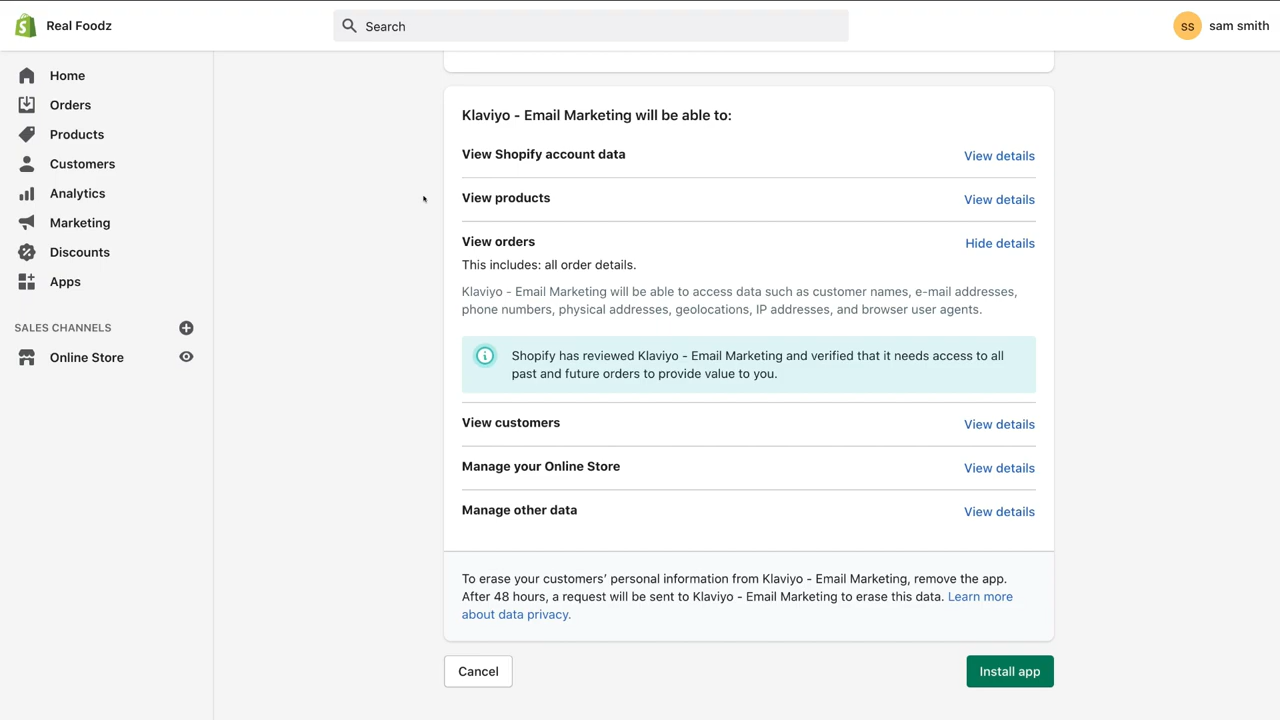 Real Foodz
Search
SS
sam smith
Home
Orders
Products
Customers
Analytics
Marketing
Discounts
Apps
SALES CHANNELS
Online Store
Klaviyo - Email Marketing will be able to:
View Shopify account data
View details
View products
View details
View orders
Hide details
This includes: all order details.
Klaviyo - Email Marketing will be able to access data such as customer names, e-mail addresses,
phone numbers, physical addresses, geolocations, IP addresses, and browser user agents.
Shopify has reviewed Klaviyo - Email Marketing and verified that it needs access to all
past and future orders to provide value to you.
View customers
View details
Manage your Online Store
View details
Manage other data
View details
To erase your customers’ personal information from Klaviyo - Email Marketing, remove the app.
After 48 hours, a request will be sent to Klaviyo - Email Marketing to erase this data. Learn more
about data privacy.
Cancel
Install app